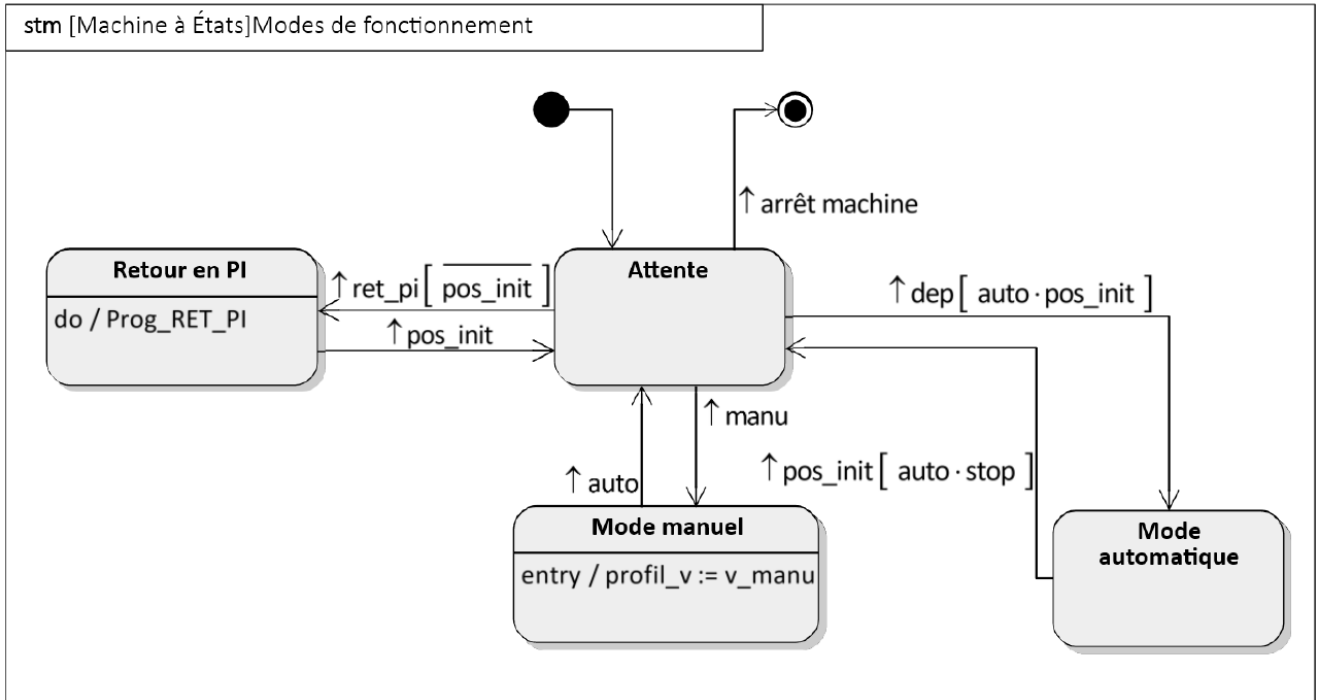 stm [Machine à États]Modes de fonctionnement
↑ arrêt machine
Retour en PI
do / Prog_RET_PI
↑ ret_pi[ p̅o̅s̅_̅i̅n̅i̅t̅ ]
↑ pos_init
Attente
↑ dep[ auto · pos_init ]
↑ manu
↑ auto
↑ pos_init[ auto · stop ]
Mode manuel
entry / profil_v := v_manu
Mode
automatique